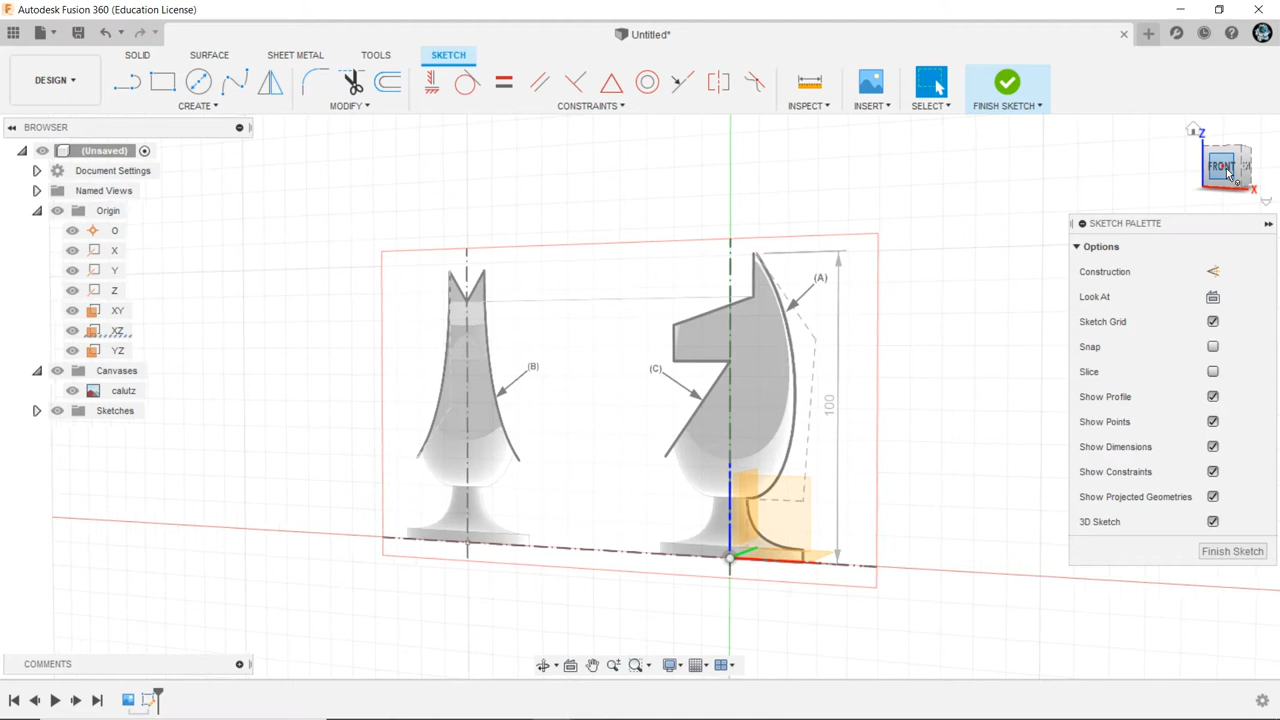 Autodesk Fusion 360 (Education License)
Untitled*
DESIGN
SOLID
SURFACE
SHEET METAL
TOOLS
SKETCH
CREATE
MODIFY
CONSTRAINTS
INSPECT
INSERT
SELECT
FINISH SKETCH
BROWSER
(Unsaved)
Document Settings
Named Views
Origin
O
X
Y
Z
XY
XZ
YZ
Canvases
calutz
Sketches
(A)
(B)
(C)
100
Z
FRONT
X
SKETCH PALETTE
Options
Construction
Look At
Sketch Grid
Snap
Slice
Show Profile
Show Points
Show Dimensions
Show Constraints
Show Projected Geometries
3D Sketch
Finish Sketch
COMMENTS